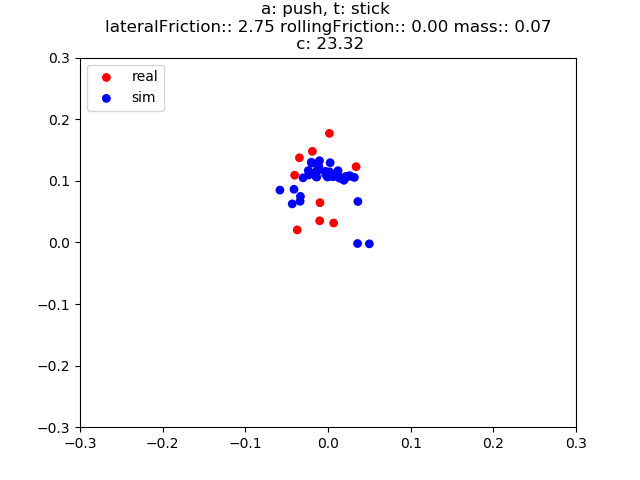 a: push, t: stick
lateralFriction:: 2.75 rollingFriction:: 0.00 mass:: 0.07
c: 23.32
real
sim
0.3
0.2
0.1
0.0
−0.1
−0.2
−0.3
−0.3 −0.2 −0.1 0.0 0.1 0.2 0.3